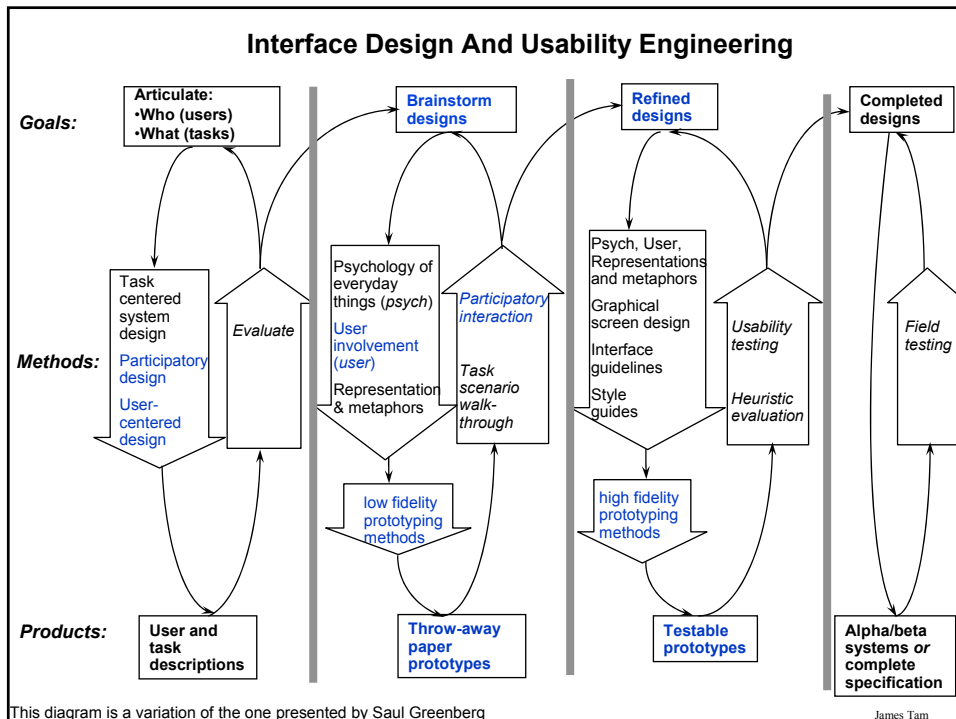 Interface Design And Usability Engineering
Goals:
Articulate:
•Who (users)
•What (tasks)
Brainstorm
designs
Refined
designs
Completed
designs
Methods:
Task
centered
system
design
Participatory
design
User-
centered
design
Evaluate
Psychology of
everyday
things (psych)
User
involvement
(user)
Representation
& metaphors
low fidelity
prototyping
methods
Participatory
interaction
Task
scenario
walk-
through
Psych, User,
Representations
and metaphors
Graphical
screen design
Interface
guidelines
Style
guides
high fidelity
prototyping
methods
Usability
testing
Heuristic
evaluation
Field
testing
Products:
User and
task
descriptions
Throw-away
paper
prototypes
Testable
prototypes
Alpha/beta
systems or
complete
specification
This diagram is a variation of the one presented by Saul Greenberg
James Tam